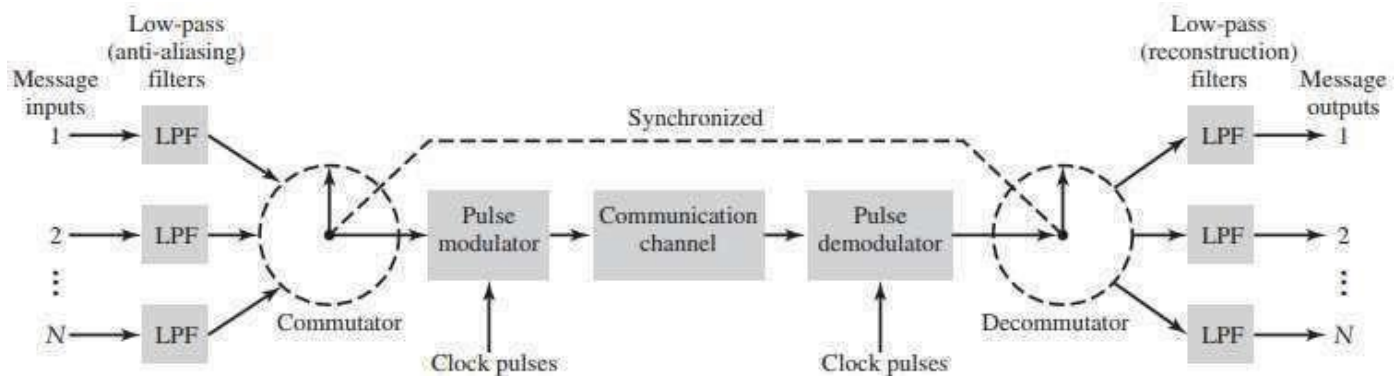 Low-pass
(anti-aliasing)
filters
Message
inputs
1
LPF
2
LPF
⋮
N
LPF
Commutator
Synchronized
Pulse
modulator
Clock pulses
Communication
channel
Pulse
demodulator
Clock pulses
Decommutator
Low-pass
(reconstruction)
filters
Message
outputs
LPF
1
LPF
2
⋮
LPF
N